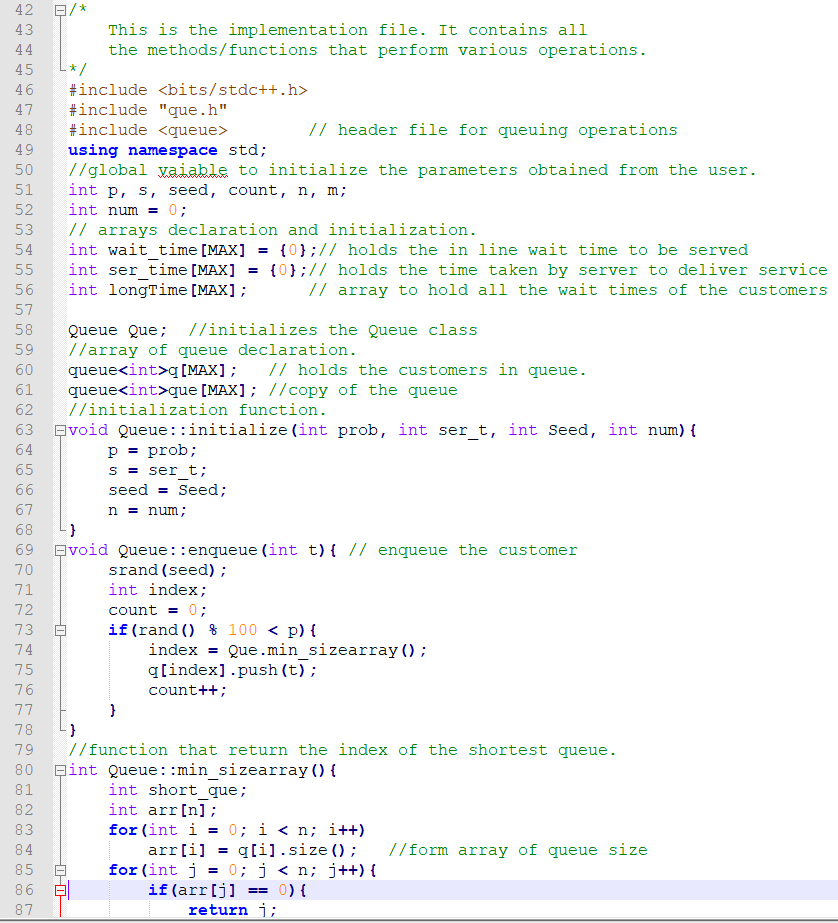 42 /*
43 This is the implementation file. It contains all
44 the methods/functions that perform various operations.
45 */
46 #include <bits/stdc++.h>
47 #include "que.h"
48 #include <queue> // header file for queuing operations
49 using namespace std;
50 //global vaiable to initialize the parameters obtained from the user.
51 int p, s, seed, count, n, m;
52 int num = 0;
53 // arrays declaration and initialization.
54 int wait_time[MAX] = {0};// holds the in line wait time to be served
55 int ser_time[MAX] = {0};// holds the time taken by server to deliver service
56 int longTime[MAX]; // array to hold all the wait times of the customers
57
58 Queue Que; //initializes the Queue class
59 //array of queue declaration.
60 queue<int>q[MAX]; // holds the customers in queue.
61 queue<int>que[MAX]; //copy of the queue
62 //initialization function.
63 void Queue::initialize(int prob, int ser_t, int Seed, int num){
64 p = prob;
65 s = ser_t;
66 seed = Seed;
67 n = num;
68 }
69 void Queue::enqueue(int t){ // enqueue the customer
70 srand(seed);
71 int index;
72 count = 0;
73 if(rand() % 100 < p){
74 index = Que.min_sizearray();
75 q[index].push(t);
76 count++;
77 }
78 }
79 //function that return the index of the shortest queue.
80 int Queue::min_sizearray(){
81 int short_que;
82 int arr[n];
83 for(int i = 0; i < n; i++)
84 arr[i] = q[i].size(); //form array of queue size
85 for(int j = 0; j < n; j++){
86 if(arr[j] == 0){
87 return j;